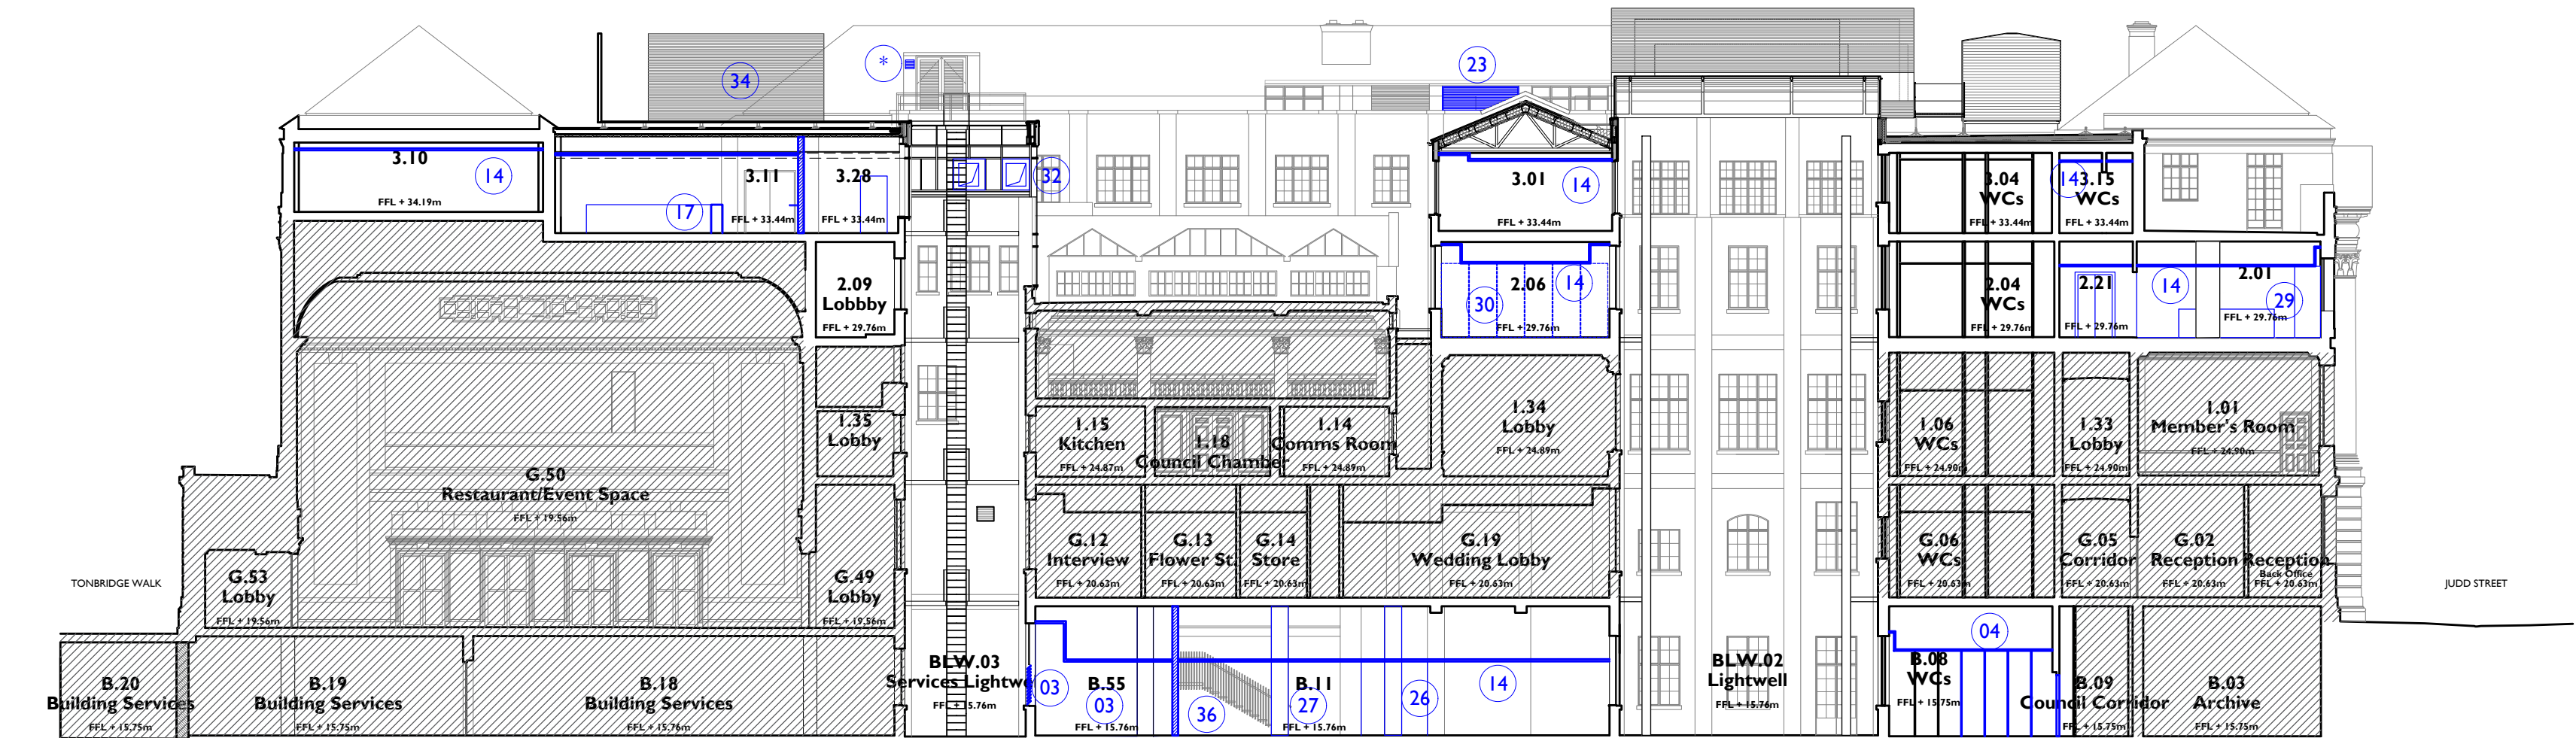 34
*
23
3.10
14
FFL + 34.19m
3.11
17
FFL + 33.44m
3.28
FFL + 33.44m
32
3.01
14
FFL + 33.44m
3.04
WCs
FFL + 33.44m
14
3.15
WCs
FFL + 33.44m
2.09
Lobbby
FFL + 29.76m
2.06
14
30
FFL + 29.76m
2.04
WCs
FFL + 29.76m
2.21
FFL + 29.76m
14
2.01
29
FFL + 29.76m
1.35
Lobby
1.15
Kitchen
FFL + 24.87m
1.18
Council Chamber
1.14
Comms Room
FFL + 24.89m
1.34
Lobby
FFL + 24.89m
1.06
WCs
FFL + 24.90m
1.33
Lobby
FFL + 24.90m
1.01
Member's Room
FFL + 24.90m
G.50
Restaurant/Event Space
FFL + 19.56m
TONBRIDGE WALK
G.53
Lobby
FFL + 19.56m
G.49
Lobby
FFL + 19.56m
G.12
Interview
FFL + 20.63m
G.13
Flower St.
FFL + 20.63m
G.14
Store
FFL + 20.63m
G.19
Wedding Lobby
FFL + 20.63m
G.06
WCs
FFL + 20.63m
G.05
Corridor
FFL + 20.63m
G.02
Reception
FFL + 20.63m
Reception
Back Office
FFL + 20.63m
JUDD STREET
B.20
Building Services
FFL + 15.75m
B.19
Building Services
FFL + 15.75m
B.18
Building Services
FFL + 15.76m
BLW.03
Services Lightwe
FFL + 15.76m
03
B.55
03
FFL + 15.76m
36
B.11
27
FFL + 15.76m
26
14
BLW.02
Lightwell
FFL + 15.76m
04
B.08
WCs
FFL + 15.75m
B.09
Council Corridor
FFL + 15.75m
B.03
Archive
FFL + 15.75m